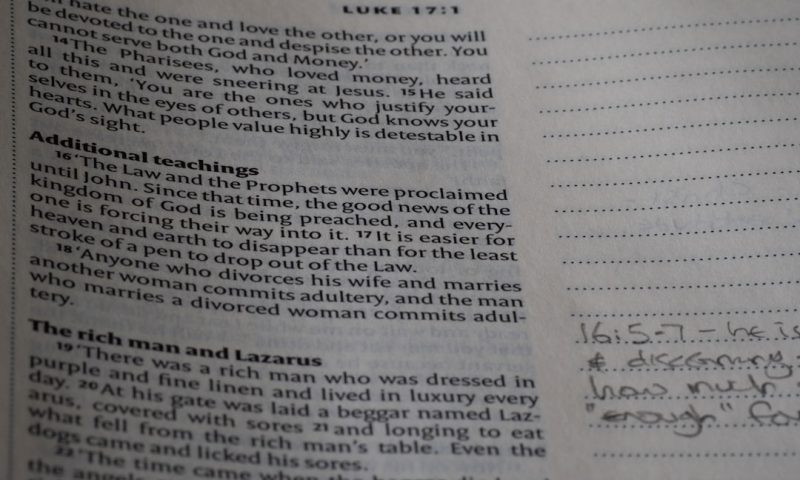 LUKE 17:1
hate the one and love the other, or you will
be devoted to the one and despise the other. You
cannot serve both God and Money.'
14 The Pharisees, who loved money, heard
all this and were sneering at Jesus. 15 He said
to them, 'You are the ones who justify your-
selves in the eyes of others, but God knows your
hearts. What people value highly is detestable in
God's sight.
Additional teachings
16 'The Law and the Prophets were proclaimed
until John. Since that time, the good news of the
kingdom of God is being preached, and every-
one is forcing their way into it. 17 It is easier for
heaven and earth to disappear than for the least
stroke of a pen to drop out of the Law.
18 'Anyone who divorces his wife and marries
another woman commits adultery, and the man
who marries a divorced woman commits adul-
tery.
The rich man and Lazarus
19 'There was a rich man who was dressed in
purple and fine linen and lived in luxury every
day. 20 At his gate was laid a beggar named Laz-
arus, covered with sores 21 and longing to eat
what fell from the rich man's table. Even the
dogs came and licked his sores.
22 'The time came when the
the
16:5-7 - he is
& discerning
how much
"enough" fo